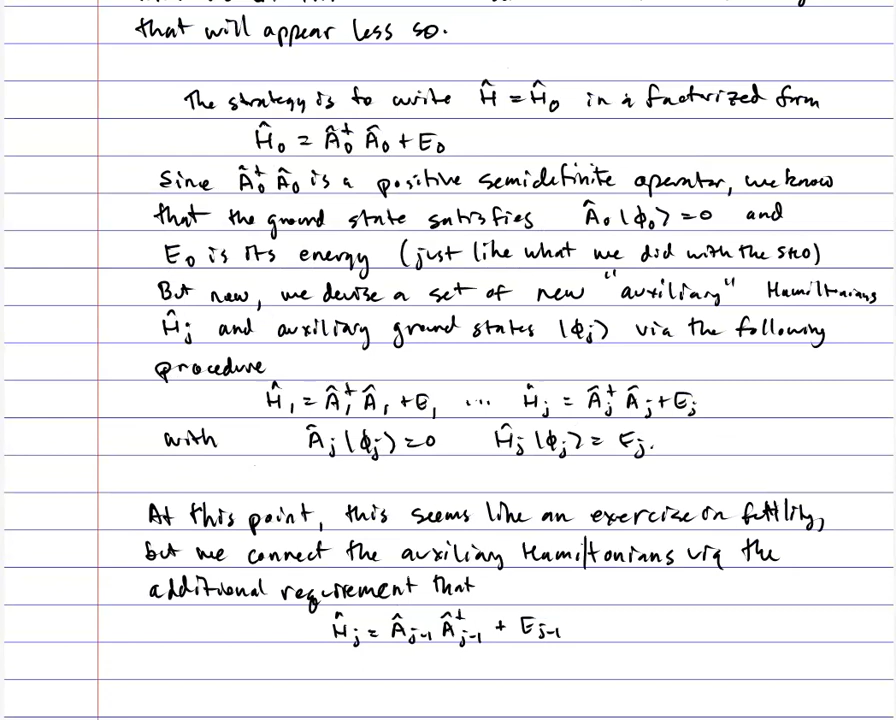 that will appear less so.
The strategy is to write Ĥ = Ĥ₀ in a factorized form
Ĥ₀ = Â₀† Â₀ + E₀
Since Â₀† Â₀ is a positive semidefinite operator, we know
that the ground state satisfies Â₀ |ϕ₀⟩ = 0 and
E₀ is its energy (just like what we did with the SHO)
But now, we devise a set of new "auxiliary" Hamiltonians
Ĥⱼ and auxiliary ground states |ϕⱼ⟩ via the following
procedure
Ĥ₁ = Â₁† Â₁ + E₁ ... Ĥⱼ = Âⱼ† Âⱼ + Eⱼ
with Âⱼ |ϕⱼ⟩ = 0 Ĥⱼ |ϕⱼ⟩ = Eⱼ.
At this point, this seems like an exercise in futility,
but we connect the auxiliary Hamiltonians via the
additional requirement that
Ĥⱼ = Âⱼ₋₁ Âⱼ₋₁† + Eⱼ₋₁